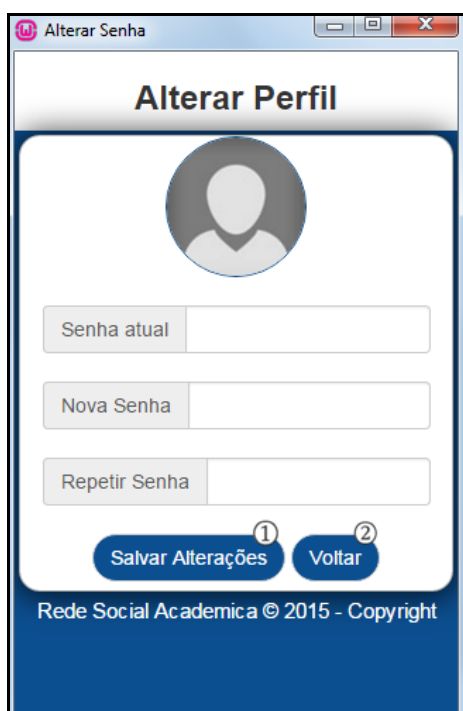 Alterar Senha
Alterar Perfil
Senha atual
Nova Senha
Repetir Senha
Salvar Alterações ① Voltar ②
Rede Social Academica © 2015 - Copyright